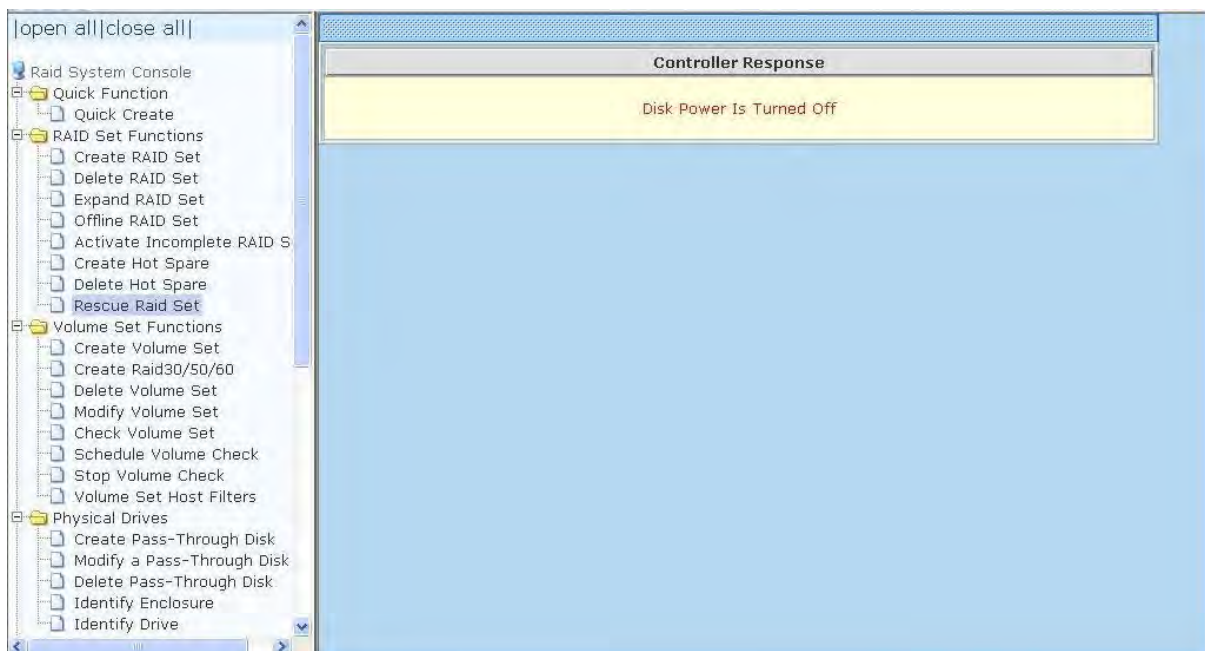 |open all|close all|
Raid System Console
Quick Function
Quick Create
RAID Set Functions
Create RAID Set
Delete RAID Set
Expand RAID Set
Offline RAID Set
Activate Incomplete RAID S
Create Hot Spare
Delete Hot Spare
Rescue Raid Set
Volume Set Functions
Create Volume Set
Create Raid30/50/60
Delete Volume Set
Modify Volume Set
Check Volume Set
Schedule Volume Check
Stop Volume Check
Volume Set Host Filters
Physical Drives
Create Pass-Through Disk
Modify a Pass-Through Disk
Delete Pass-Through Disk
Identify Enclosure
Identify Drive
Controller Response
Disk Power Is Turned Off